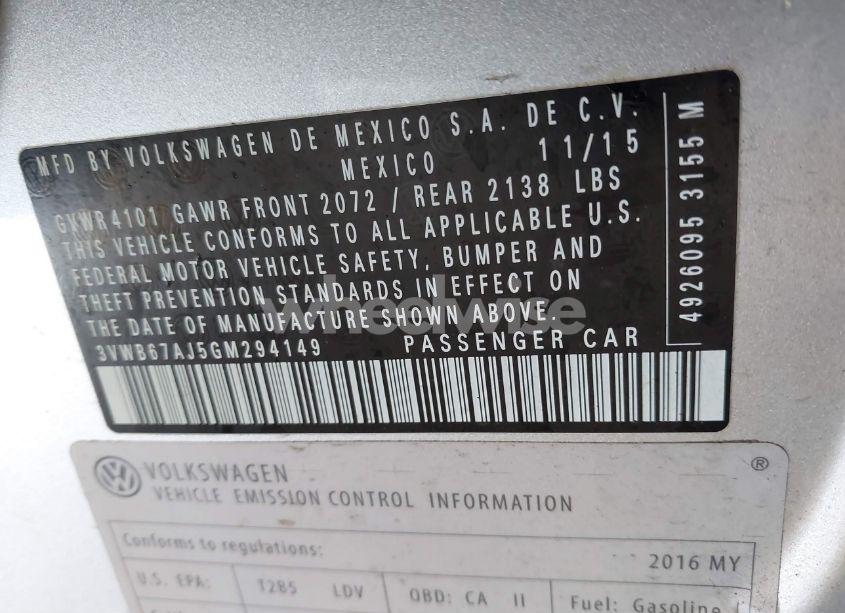 MFD BY VOLKSWAGEN DE MEXICO S.A. DE C.V.
MEXICO 11/15
GVWR4101 GAWR FRONT 2072 / REAR 2138 LBS
THIS VEHICLE CONFORMS TO ALL APPLICABLE U.S.
FEDERAL MOTOR VEHICLE SAFETY, BUMPER AND
THEFT PREVENTION STANDARDS IN EFFECT ON
THE DATE OF MANUFACTURE SHOWN ABOVE.
3VWB67AJ5GM294149 PASSENGER CAR
4926095 3155 M
wheelwise
VOLKSWAGEN ®
VEHICLE EMISSION CONTROL INFORMATION
Conforms to regulations: 2016 MY
U.S. EPA: T2B5 LDV OBD: CA II Fuel: Gasoline